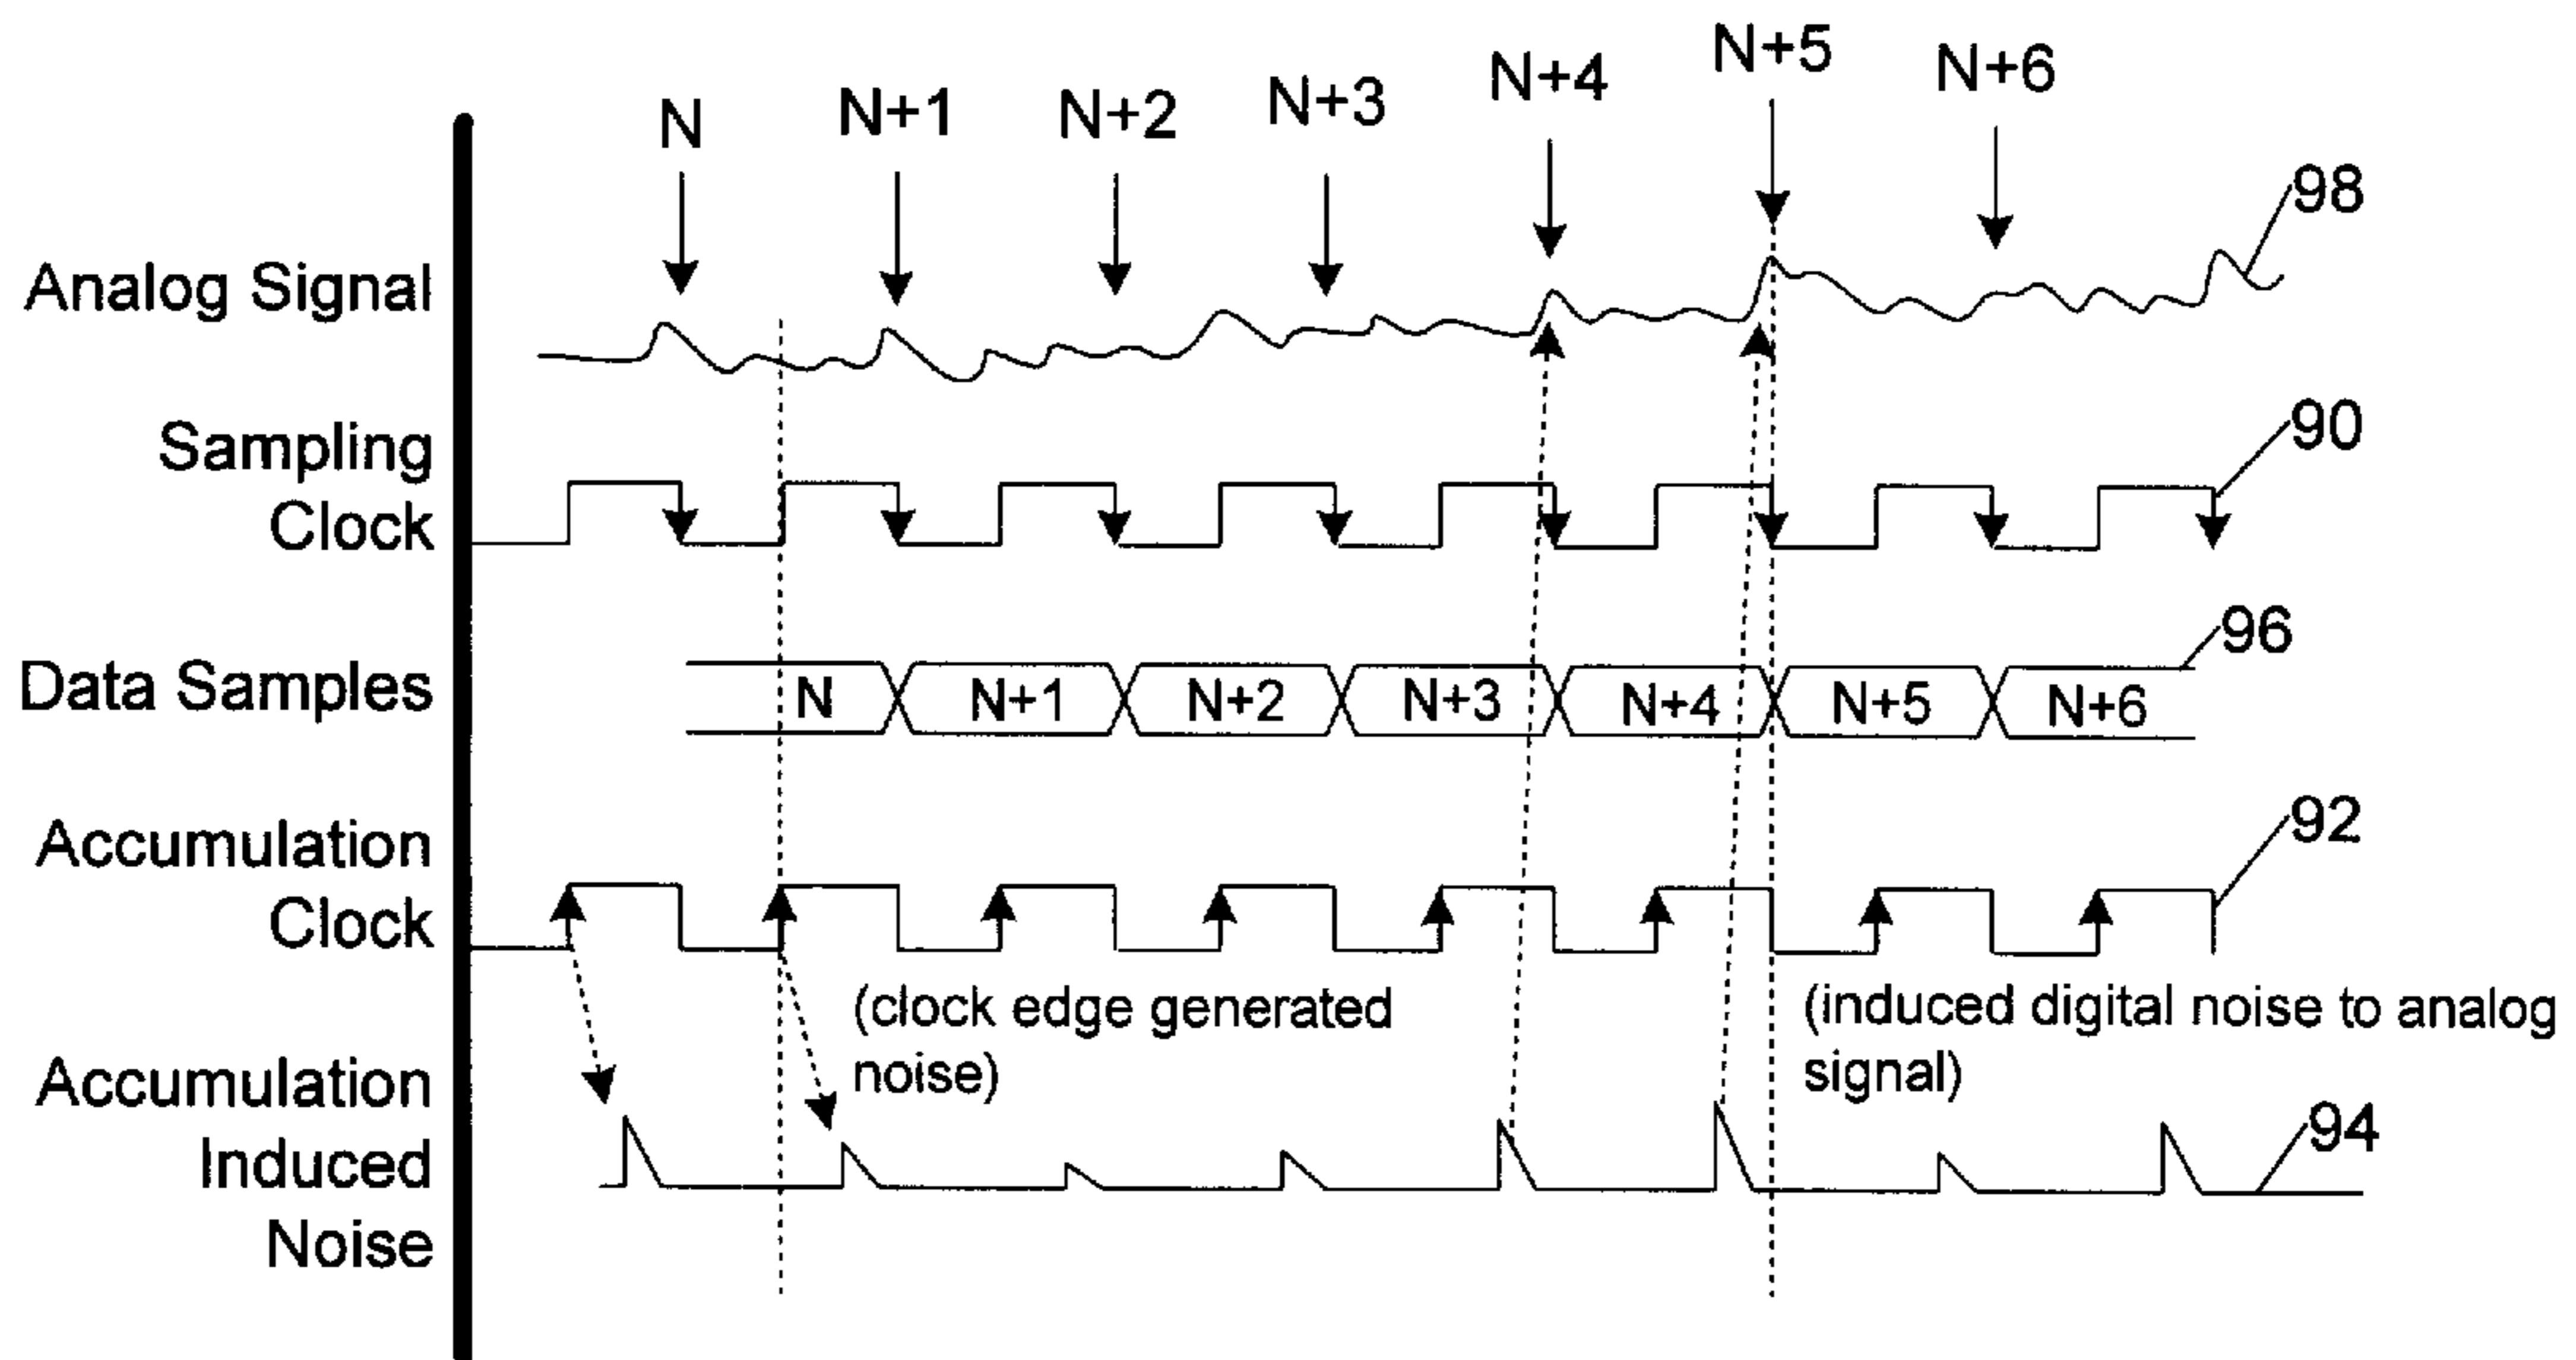 N
N+1
N+2
N+3
N+4
N+5
N+6
98
Analog Signal
Sampling
Clock
90
Data Samples
N
N+1
N+2
N+3
N+4
N+5
N+6
96
Accumulation
Clock
92
(clock edge generated
noise)
(induced digital noise to analog
signal)
Accumulation
Induced
Noise
94